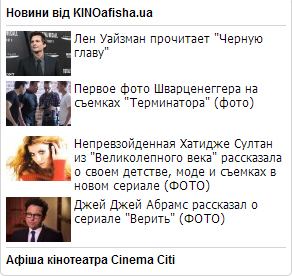 Новини від KINOafisha.ua
Лен Уайзман прочитает "Черную
главу"
Первое фото Шварценеггера на
съемках "Терминатора" (фото)
Непревзойденная Хатидже Султан
из "Великолепного века" рассказала
о своем детстве, моде и съемках в
новом сериале (ФОТО)
Джей Джей Абрамс рассказал о
сериале "Верить" (ФОТО)
Афіша кінотеатра Cinema Citi